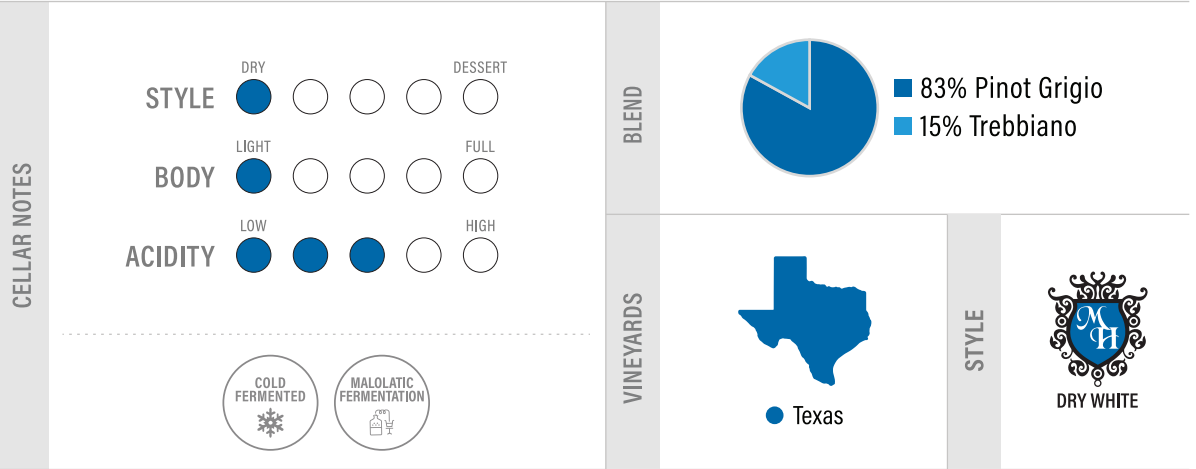 CELLAR NOTES
DRY DESSERT
STYLE
LIGHT FULL
BODY
LOW HIGH
ACIDITY
COLD
FERMENTED
MALOLATIC
FERMENTATION
BLEND
83% Pinot Grigio
15% Trebbiano
VINEYARDS
Texas
STYLE
MH
DRY WHITE